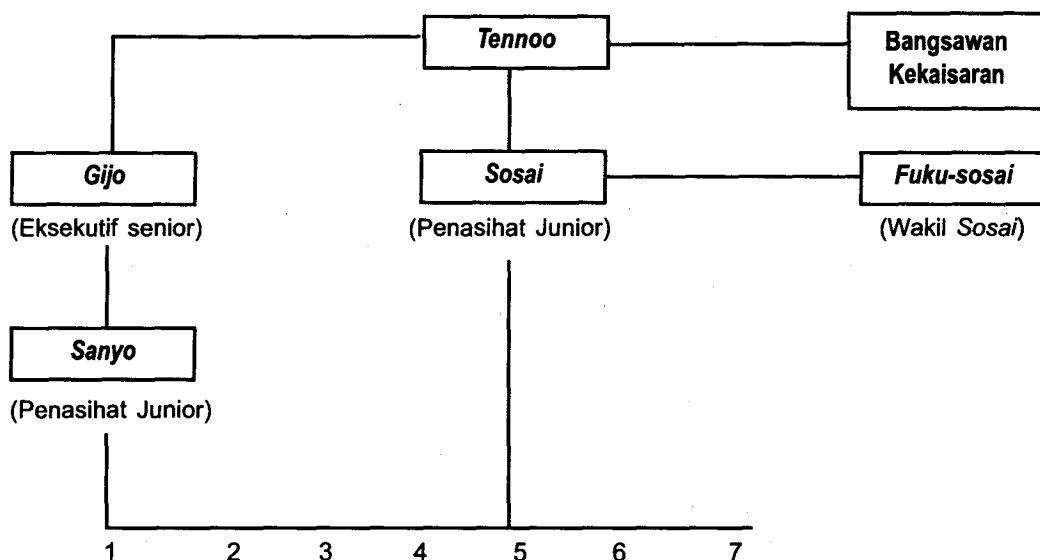 Tennoo
Bangsawan
Kekaisaran
Gijo
(Eksekutif senior)
Sosai
(Penasihat Junior)
Fuku-sosai
(Wakil Sosai)
Sanyo
(Penasihat Junior)
1 2 3 4 5 6 7